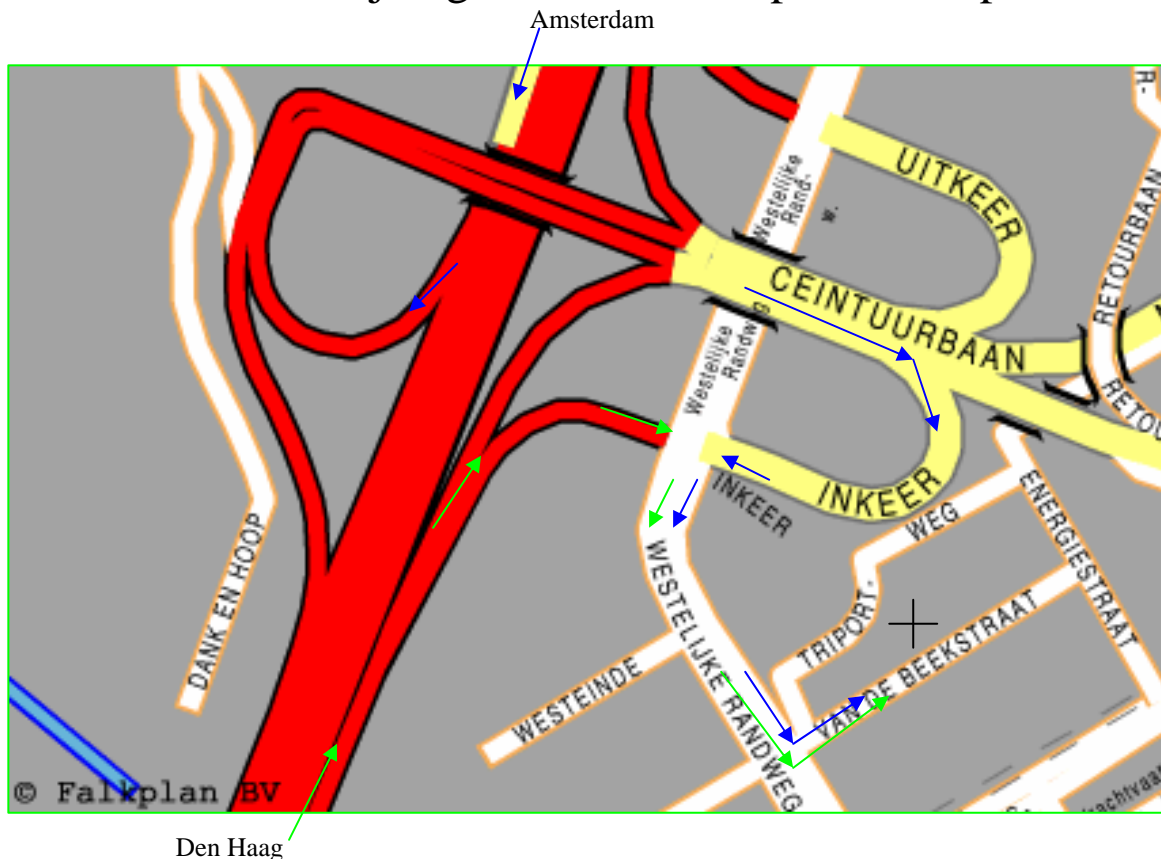 Amsterdam
R-
UITKEER
Westelijke
Rand-
w.
RETOURBAAN
CEINTUURBAAN
RETOURBAAN
Westelijke
Randweg
INKEER
INKEER
WEG
ENERGIESTRAAT
DANK EN HOOP
TRIPORT-
WESTELIJKE RANDWEG
VAN DE BEEKSTRAAT
WESTEINDE
© Falkplan BV
Den Haag